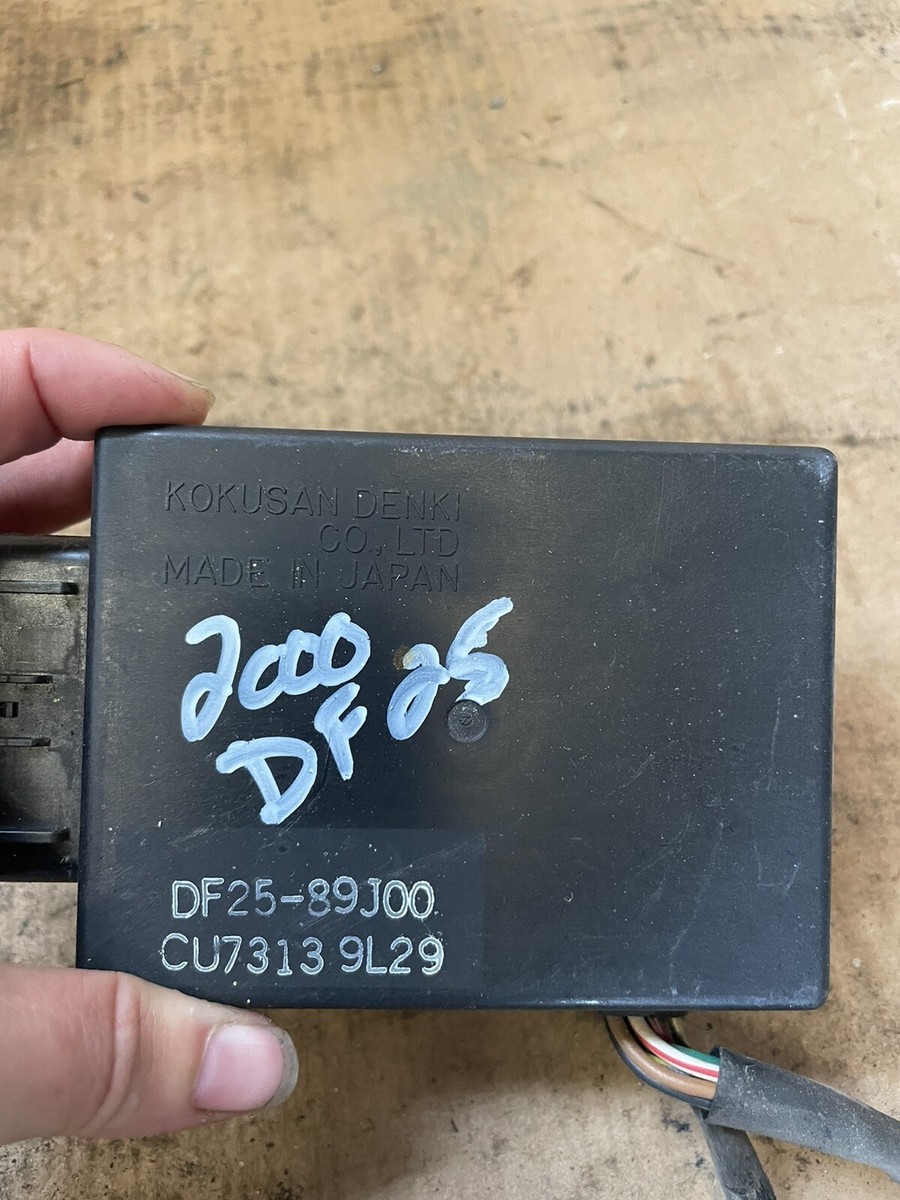 KOKUSAN DENKI
CO., LTD
MADE IN JAPAN
2000
DF 25
DF25-89J00
CU7313 9L29